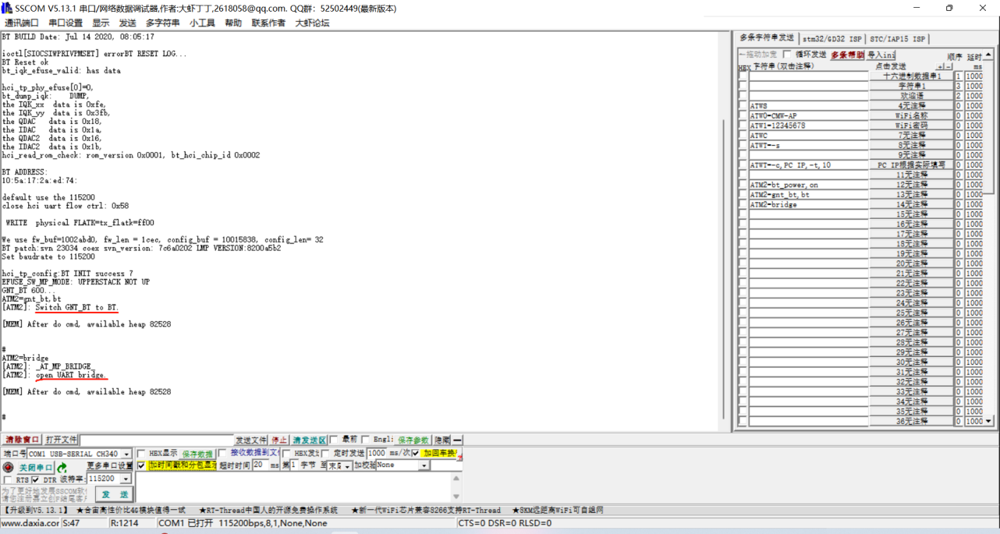 SSCOM V5.13.1 串口/网络数据调试器,作者:大虾丁丁,2618058@qq.com. QQ群: 52502449(最新版本)
通讯端口 串口设置 显示 发送 多字符串 小工具 帮助 联系作者 大虾论坛
BT BUILD Date: Jul 14 2020, 08:05:17
ioctl[SIOCSIWPRIVPMSET] errorBT RESET LOG...
BT Reset ok
bt_iqk_efuse_valid: has data
hci_tp_phy_efuse[0]=0,
bt_dump_iqk: DUMP,
the IQK_xx data is 0xfe,
the IQK_yy data is 0x3fb,
the QDAC data is 0x18,
the IDAC data is 0x1a,
the QDAC2 data is 0x16,
the IDAC2 data is 0x1b,
hci_read_rom_check: rom_version 0x0001, bt_hci_chip_id 0x0002
BT ADDRESS:
10:5a:17:2a:ed:74:
default use the 115200
close hci uart flow ctrl: 0x58
WRITE physical FLATK=tx_flatk=ff00
We use fw_buf=1002abd0, fw_len = 1cec, config_buf = 10015838, config_len= 32
BT patch:svn 23034 coex svn_version: 7c6a0202 LMP VERSION:8200a5b2
Set baudrate to 115200
hci_tp_config:BT INIT success 7
EFUSE_SW_MP_MODE: UPPERSTACK NOT UP
GNT_BT 600...
ATM2=gnt_bt,bt
[ATM2]: Switch GNT_BT to BT.
[MEM] After do cmd, available heap 82528
#
ATM2=bridge
[ATM2]: _AT_MP_BRIDGE_
[ATM2]: open UART bridge.
[MEM] After do cmd, available heap 82528
#
多条字符串发送 stm32/GD32 ISP STC/IAP15 ISP
<--拖动加宽 循环发送 多条帮助 导入ini 顺序 延时
HEX 字符串(双击注释) 点击发送 + - ms
十六进制数据串1 1 1000
字符串1 3 1000
欢迎语 2 1000
ATWS 4无注释 0 1000
ATW0=CMW-AP WiFi名称 0 1000
ATW1=12345678 WiFi密码 0 1000
ATWC 7无注释 0 1000
ATWT=-s 8无注释 0 1000
9无注释 0 1000
ATWT=-c,PC IP,-t,10 PC IP根据实际填写 0 1000
11无注释 0 1000
ATM2=bt_power,on 12无注释 0 1000
ATM2=gnt_bt,bt 13无注释 0 1000
ATM2=bridge 14无注释 0 1000
15无注释 0 1000
16无注释 0 1000
17无注释 0 1000
18无注释 0 1000
19无注释 0 1000
20无注释 0 1000
21无注释 0 1000
22无注释 0 1000
23无注释 0 1000
24无注释 0 1000
25无注释 0 1000
26无注释 0 1000
27无注释 0 1000
28无注释 0 1000
29无注释 0 1000
30无注释 0 1000
31无注释 0 1000
32无注释 0 1000
33无注释 0 1000
34无注释 0 1000
35无注释 0 1000
36无注释 0 1000
清除窗口 打开文件 发送文件 停止 清发送区 最前 Engli 保存参数 隐藏
端口号 COM1 USB-SERIAL CH340 HEX显示 保存数据 接收数据到文 HEX发 定时发送 1000 ms/次 加回车换
关闭串口 更多串口设置 加时间戳和分包显 超时时间 20 ms 第1 字节 至 末尾 加校验 None
RTS DTR 波特率: 115200
为了更好地发展SSCOM软
请您注册嘉立创F结尾客
发 送
【升级到V5.13.1】 ★合宙高性价比4G模块值得一试 ★RT-Thread中国人的开源免费操作系统 ★新一代WiFi芯片兼容8266支持RT-Thread ★8KM远距离WiFi可自组网
www.daxia.cor S:47 R:1214 COM1 已打开 115200bps,8,1,None,None CTS=0 DSR=0 RLSD=0